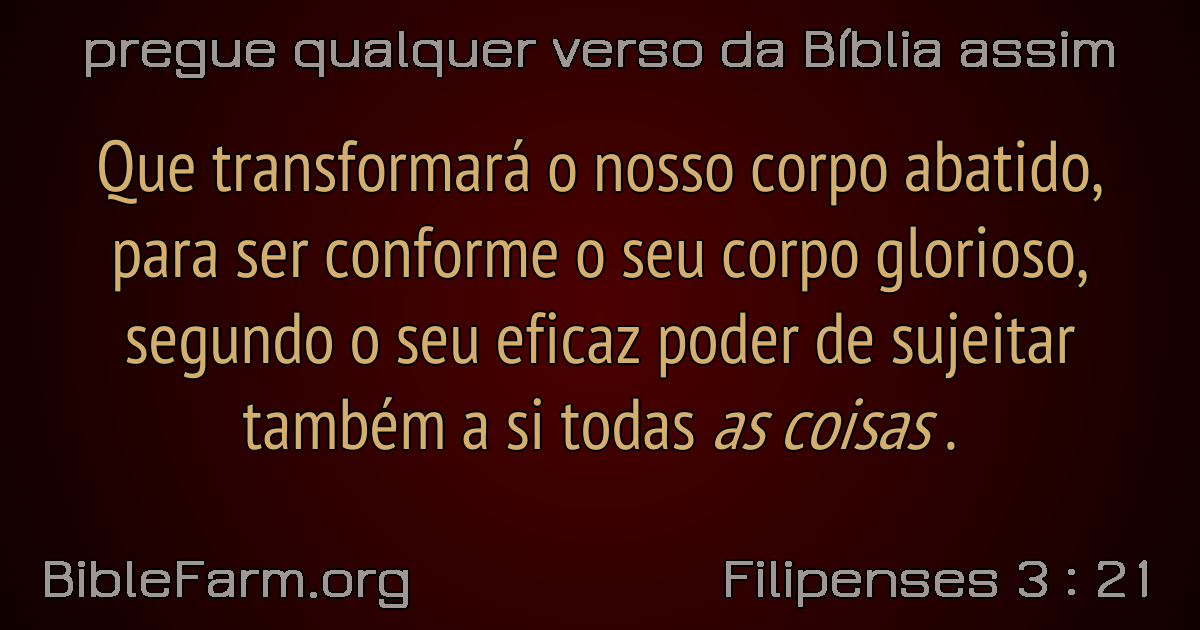 pregue qualquer verso da Bíblia assim
Que transformará o nosso corpo abatido,
para ser conforme o seu corpo glorioso,
segundo o seu eficaz poder de sujeitar
também a si todas as coisas .
BibleFarm.org
Filipenses 3 : 21